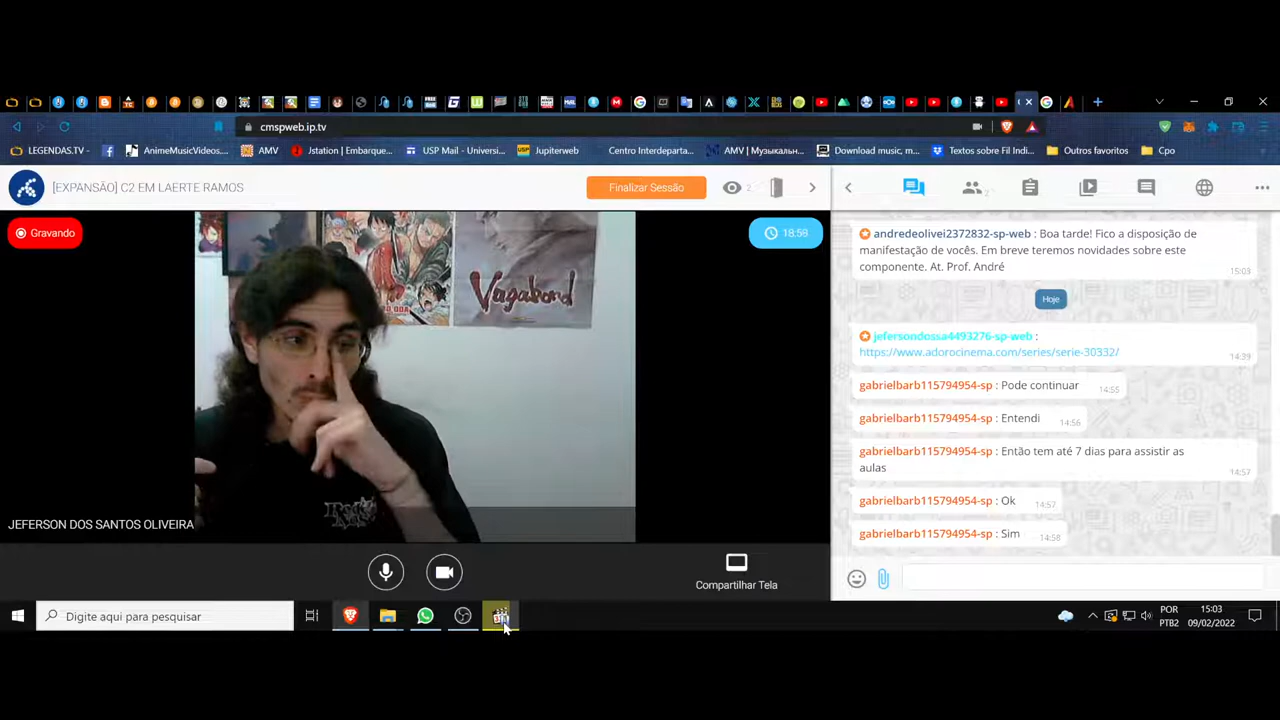 cmspweb.ip.tv
LEGENDAS.TV -
AnimeMusicVideos...
AMV
Jstation | Embarque...
USP Mail - Universi...
Jupiterweb
Centro Interdeparta...
AMV | Музыкальн...
Download music, m...
Textos sobre Fil Indi...
Outros favoritos
Cpo
[EXPANSÃO] C2 EM LAERTE RAMOS
Finalizar Sessão
2
Gravando
18:59
Vagabond
JEFERSON DOS SANTOS OLIVEIRA
Compartilhar Tela
andredeolivei2372832-sp-web : Boa tarde! Fico a disposição de
manifestação de vocês. Em breve teremos novidades sobre este
componente. At. Prof. André
15:03
Hoje
jefersondossa4493276-sp-web :
https://www.adorocinema.com/series/serie-30332/
14:39
gabrielbarb115794954-sp : Pode continuar
14:55
gabrielbarb115794954-sp : Entendi
14:56
gabrielbarb115794954-sp : Então tem até 7 dias para assistir as
aulas
14:57
gabrielbarb115794954-sp : Ok
14:57
gabrielbarb115794954-sp : Sim
14:58
Digite aqui para pesquisar
POR
PTB2
15:03
09/02/2022